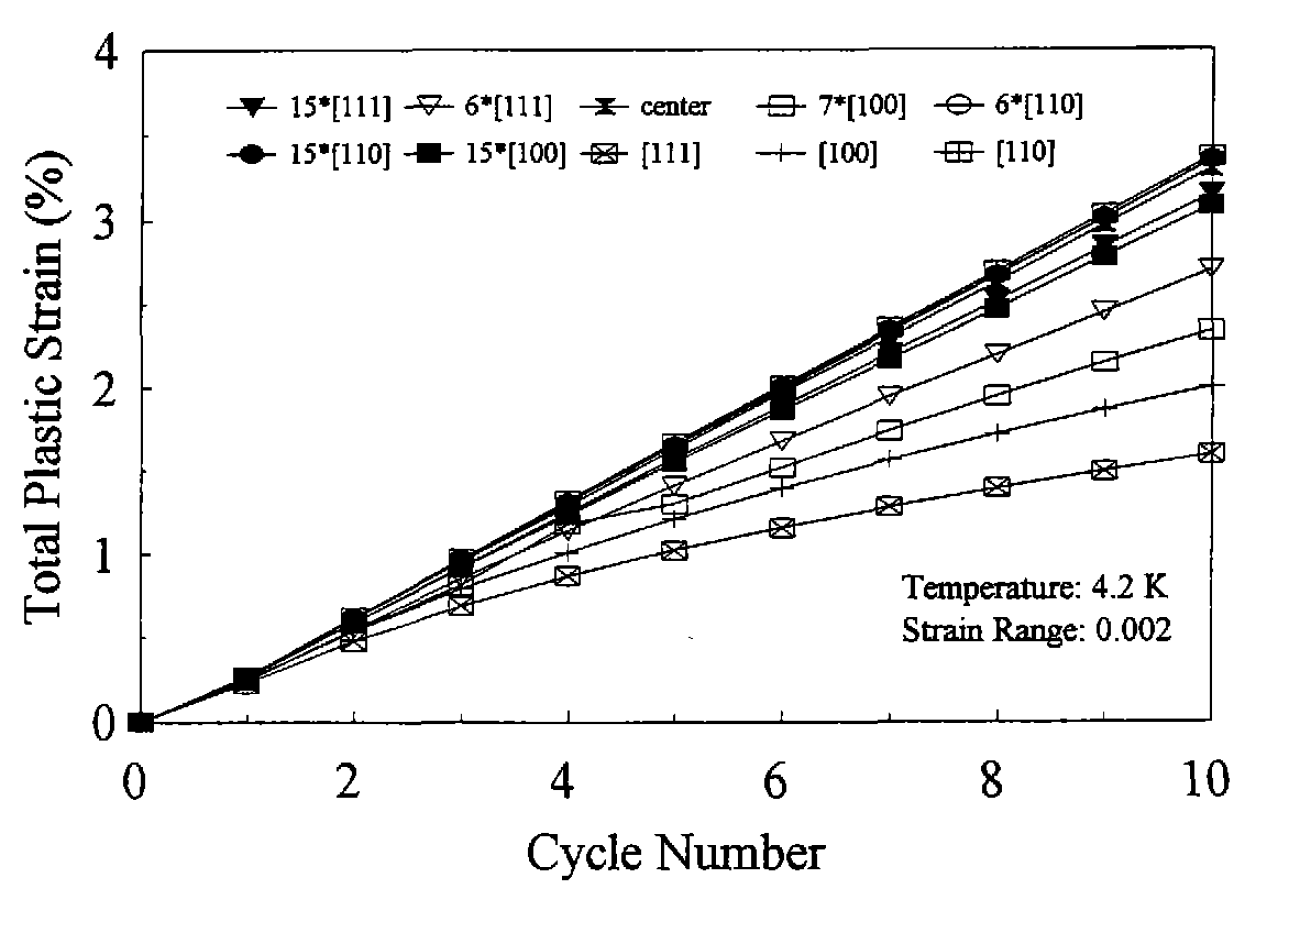 4
15*[111] 6*[111] center 7*[100] 6*[110]
15*[110] 15*[100] [111] [100] [110]
3
2
1
0
Total Plastic Strain (%)
Temperature: 4.2 K
Strain Range: 0.002
0 2 4 6 8 10
Cycle Number